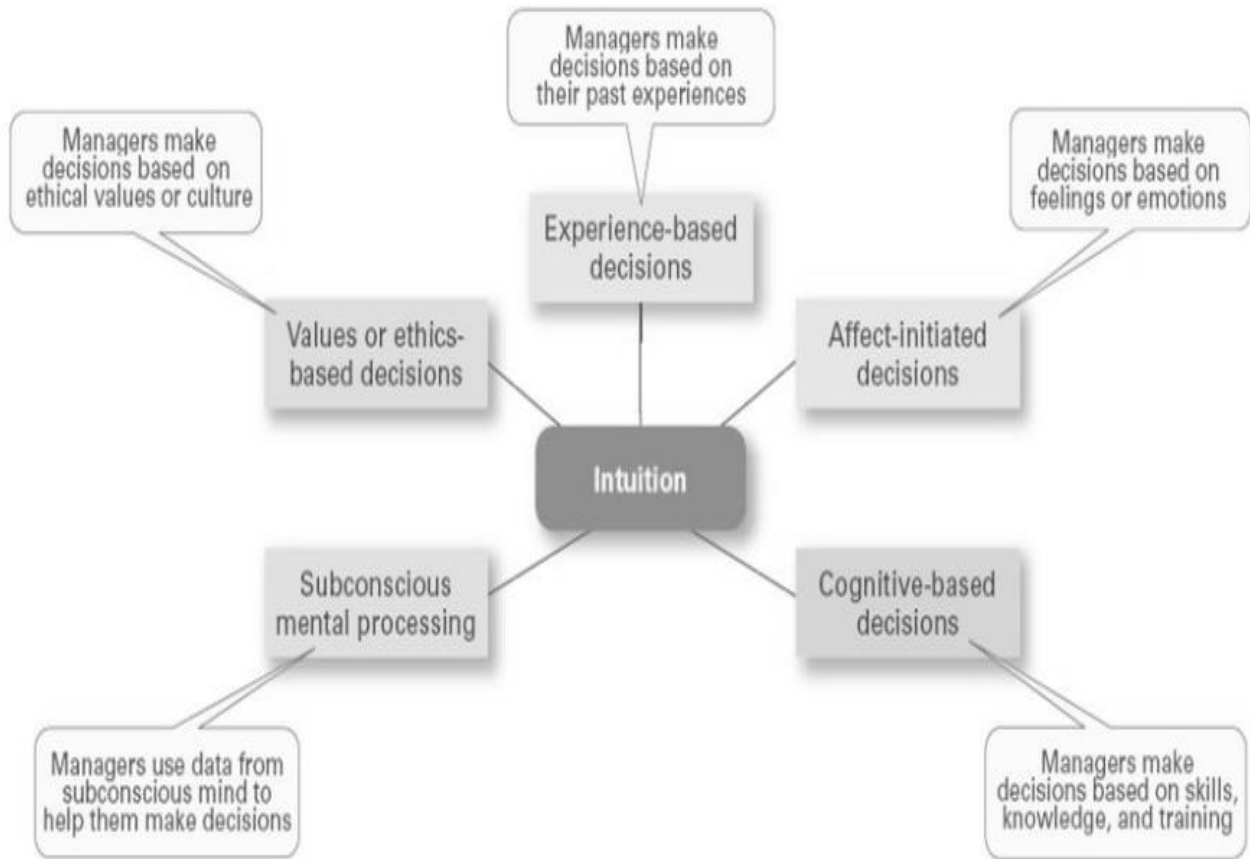 Managers make
decisions based on
their past experiences
Managers make
decisions based on
ethical values or culture
Managers make
decisions based on
feelings or emotions
Experience-based
decisions
Values or ethics-
based decisions
Affect-initiated
decisions
Intuition
Subconscious
mental processing
Cognitive-based
decisions
Managers use data from
subconscious mind to
help them make decisions
Managers make
decisions based on skills,
knowledge, and training